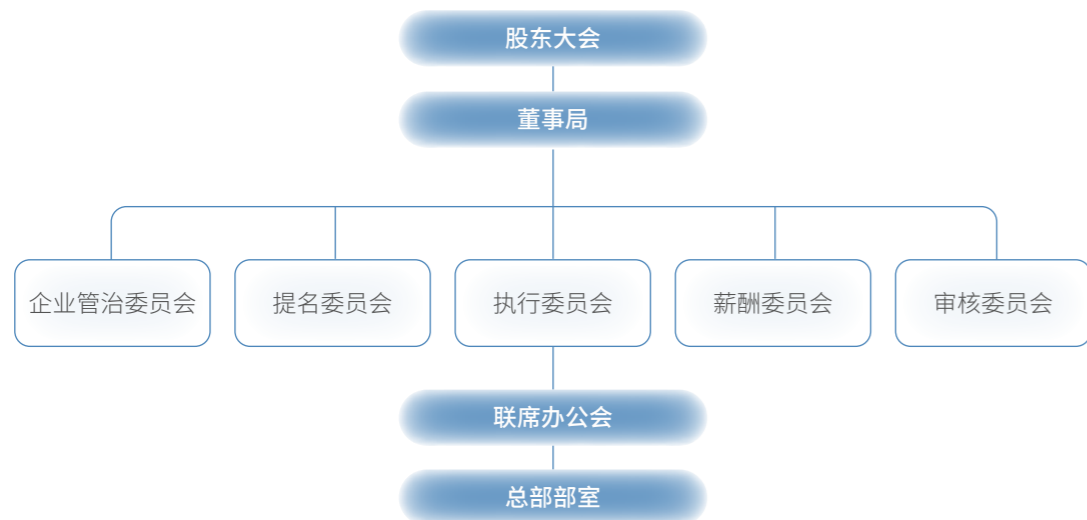 股东大会
董事局
企业管治委员会
提名委员会
执行委员会
薪酬委员会
审核委员会
联席办公会
总部部室